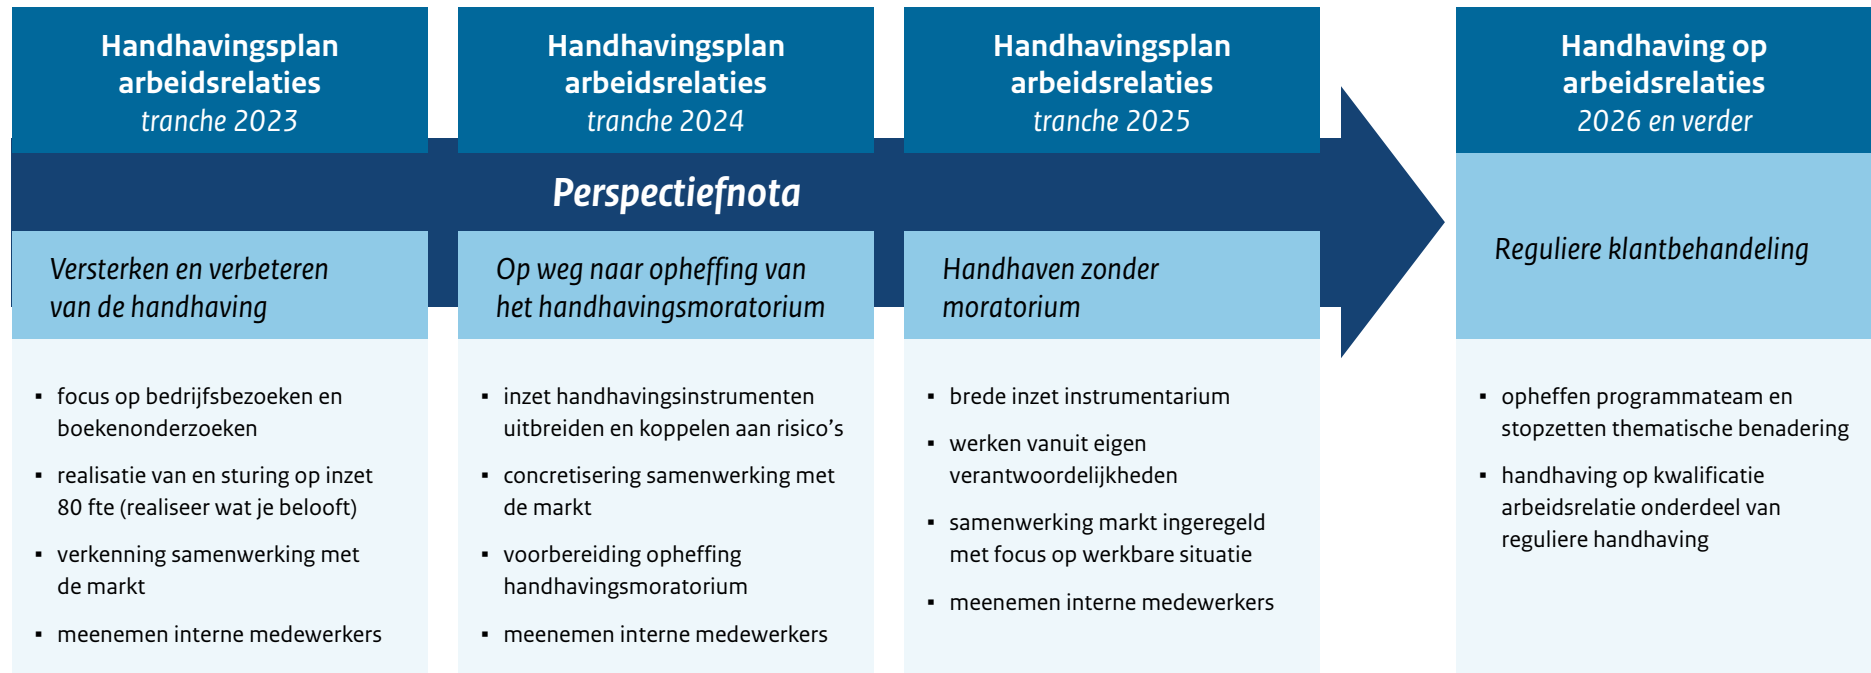 Handhavingsplan
arbeidsrelaties
tranche 2023
Handhavingsplan
arbeidsrelaties
tranche 2024
Handhavingsplan
arbeidsrelaties
tranche 2025
Handhaving op
arbeidsrelaties
2026 en verder
Perspectiefnota
Versterken en verbeteren
van de handhaving
▪ focus op bedrijfsbezoeken en
boekenonderzoeken
▪ realisatie van en sturing op inzet
80 fte (realiseer wat je belooft)
▪ verkenning samenwerking met
de markt
▪ meenemen interne medewerkers
Op weg naar opheffing van
het handhavingsmoratorium
▪ inzet handhavingsinstrumenten
uitbreiden en koppelen aan risico’s
▪ concretisering samenwerking met
de markt
▪ voorbereiding opheffing
handhavingsmoratorium
▪ meenemen interne medewerkers
Handhaven zonder
moratorium
▪ brede inzet instrumentarium
▪ werken vanuit eigen
verantwoordelijkheden
▪ samenwerking markt ingeregeld
met focus op werkbare situatie
▪ meenemen interne medewerkers
Reguliere klantbehandeling
▪ opheffen programmateam en
stopzetten thematische benadering
▪ handhaving op kwalificatie
arbeidsrelatie onderdeel van
reguliere handhaving